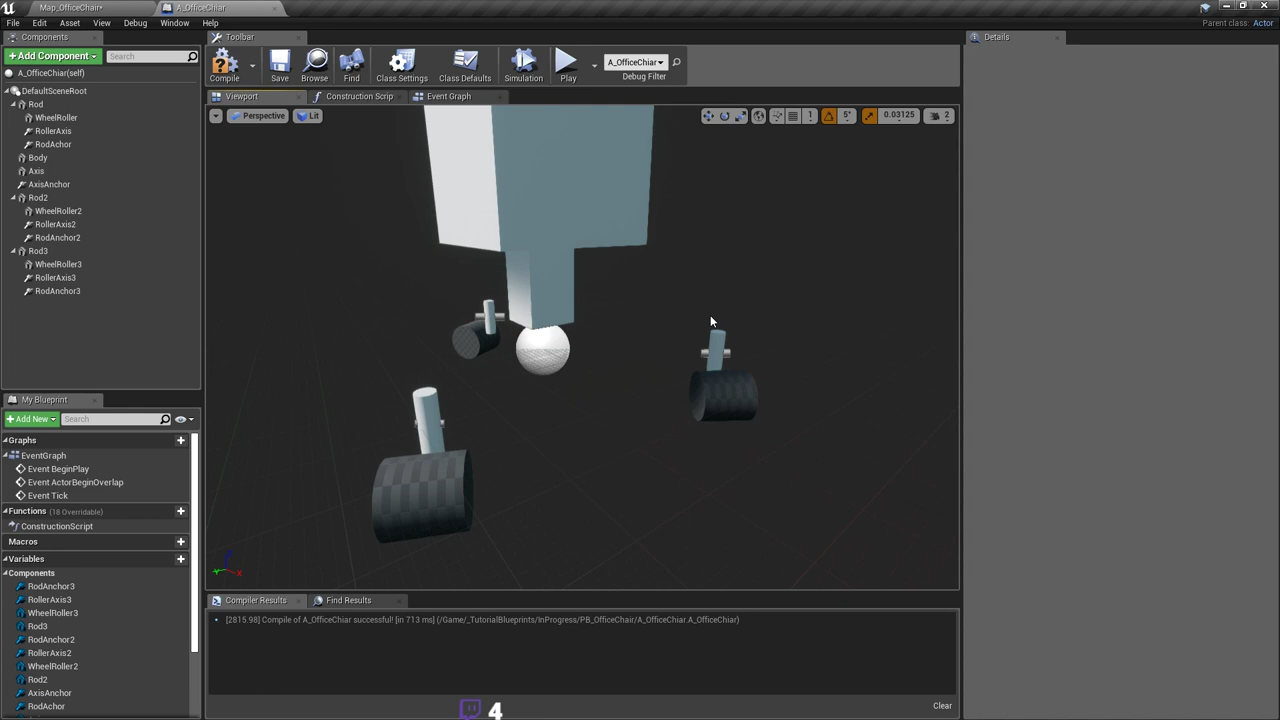 Map_OfficeChair*
A_OfficeChiar
File Edit Asset View Debug Window Help
Parent class: Actor
Components
+Add Component
Search
A_OfficeChiar(self)
DefaultSceneRoot
Rod
WheelRoller
RollerAxis
RodAchor
Body
Axis
AxisAnchor
Rod2
WheelRoller2
RollerAxis2
RodAnchor2
Rod3
WheelRoller3
RollerAxis3
RodAnchor3
Toolbar
Compile Save Browse Find Class Settings Class Defaults Simulation Play
A_OfficeChiar
Debug Filter
Viewport Construction Scrip Event Graph
Perspective Lit
1 5° 0.03125 2
Details
My Blueprint
+Add New
Search
Graphs
EventGraph
Event BeginPlay
Event ActorBeginOverlap
Event Tick
Functions (18 Overridable)
ConstructionScript
Macros
Variables
Components
RodAnchor3
RollerAxis3
WheelRoller3
Rod3
RodAnchor2
RollerAxis2
WheelRoller2
Rod2
AxisAnchor
RodAchor
Compiler Results Find Results
[2815.98] Compile of A_OfficeChiar successful! [in 713 ms] (/Game/_TutorialBlueprints/InProgress/PB_OfficeChair/A_OfficeChiar.A_OfficeChiar)
Clear
4